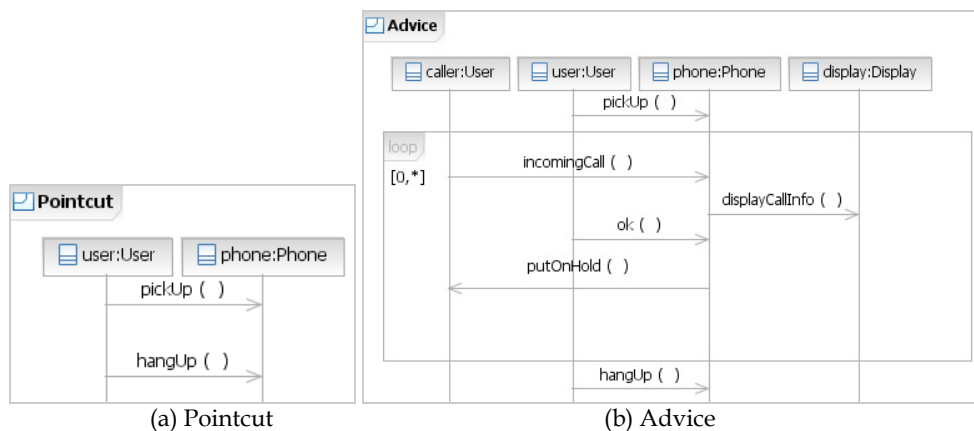 Advice
caller:User user:User phone:Phone display:Display
pickUp ( )
loop
[0,*]
incomingCall ( )
displayCallInfo ( )
ok ( )
putOnHold ( )
hangUp ( )
Pointcut
user:User phone:Phone
pickUp ( )
hangUp ( )
(a) Pointcut (b) Advice